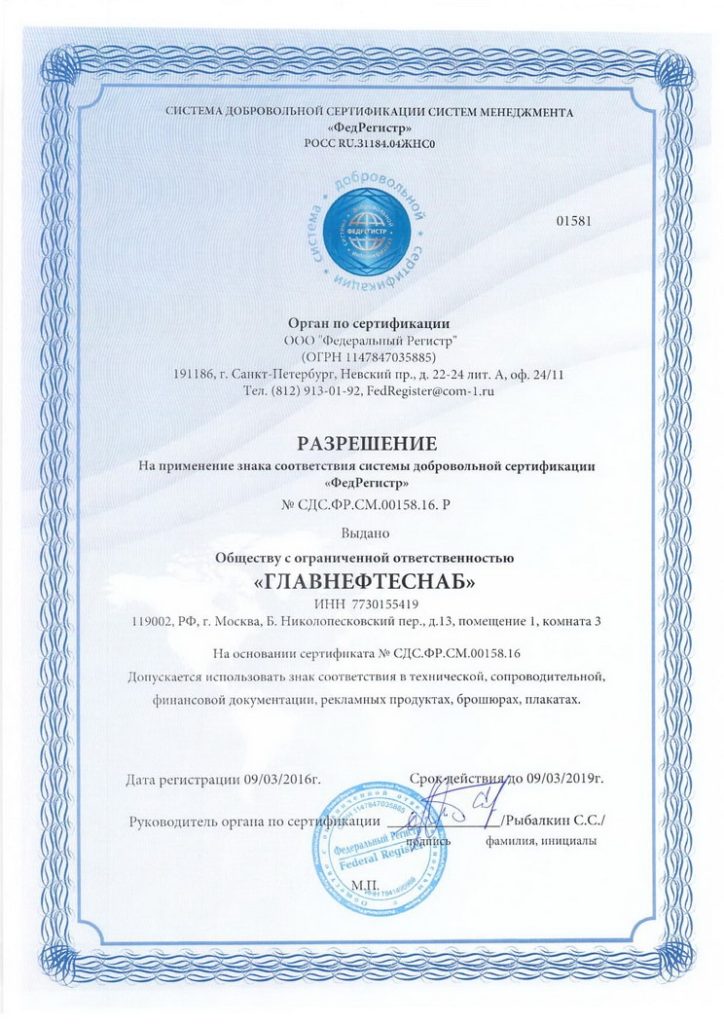 СИСТЕМА ДОБРОВОЛЬНОЙ СЕРТИФИКАЦИИ СИСТЕМ МЕНЕДЖМЕНТА
«ФедРегистр»
РОСС RU.31184.04ЖНС0
система добровольной сертификации
ФЕДРЕГИСТР
01581
Орган по сертификации
ООО "Федеральный Регистр"
(ОГРН 1147847035885)
191186, г. Санкт-Петербург, Невский пр., д. 22-24 лит. А, оф. 24/11
Тел. (812) 913-01-92, FedRegister@com-1.ru
РАЗРЕШЕНИЕ
На применение знака соответствия системы добровольной сертификации
«ФедРегистр»
№ СДС.ФР.СМ.00158.16. Р
Выдано
Обществу с ограниченной ответственностью
«ГЛАВНЕФТЕСНАБ»
ИНН 7730155419
119002, РФ, г. Москва, Б. Николопесковский пер., д.13, помещение 1, комната 3
На основании сертификата № СДС.ФР.СМ.00158.16
Допускается использовать знак соответствия в технической, сопроводительной,
финансовой документации, рекламных продуктах, брошюрах, плакатах.
Дата регистрации 09/03/2016г. Срок действия до 09/03/2019г.
Руководитель органа по сертификации /Рыбалкин С.С./
подпись фамилия, инициалы
Федеральный Регистр
Federal Register
М.П.